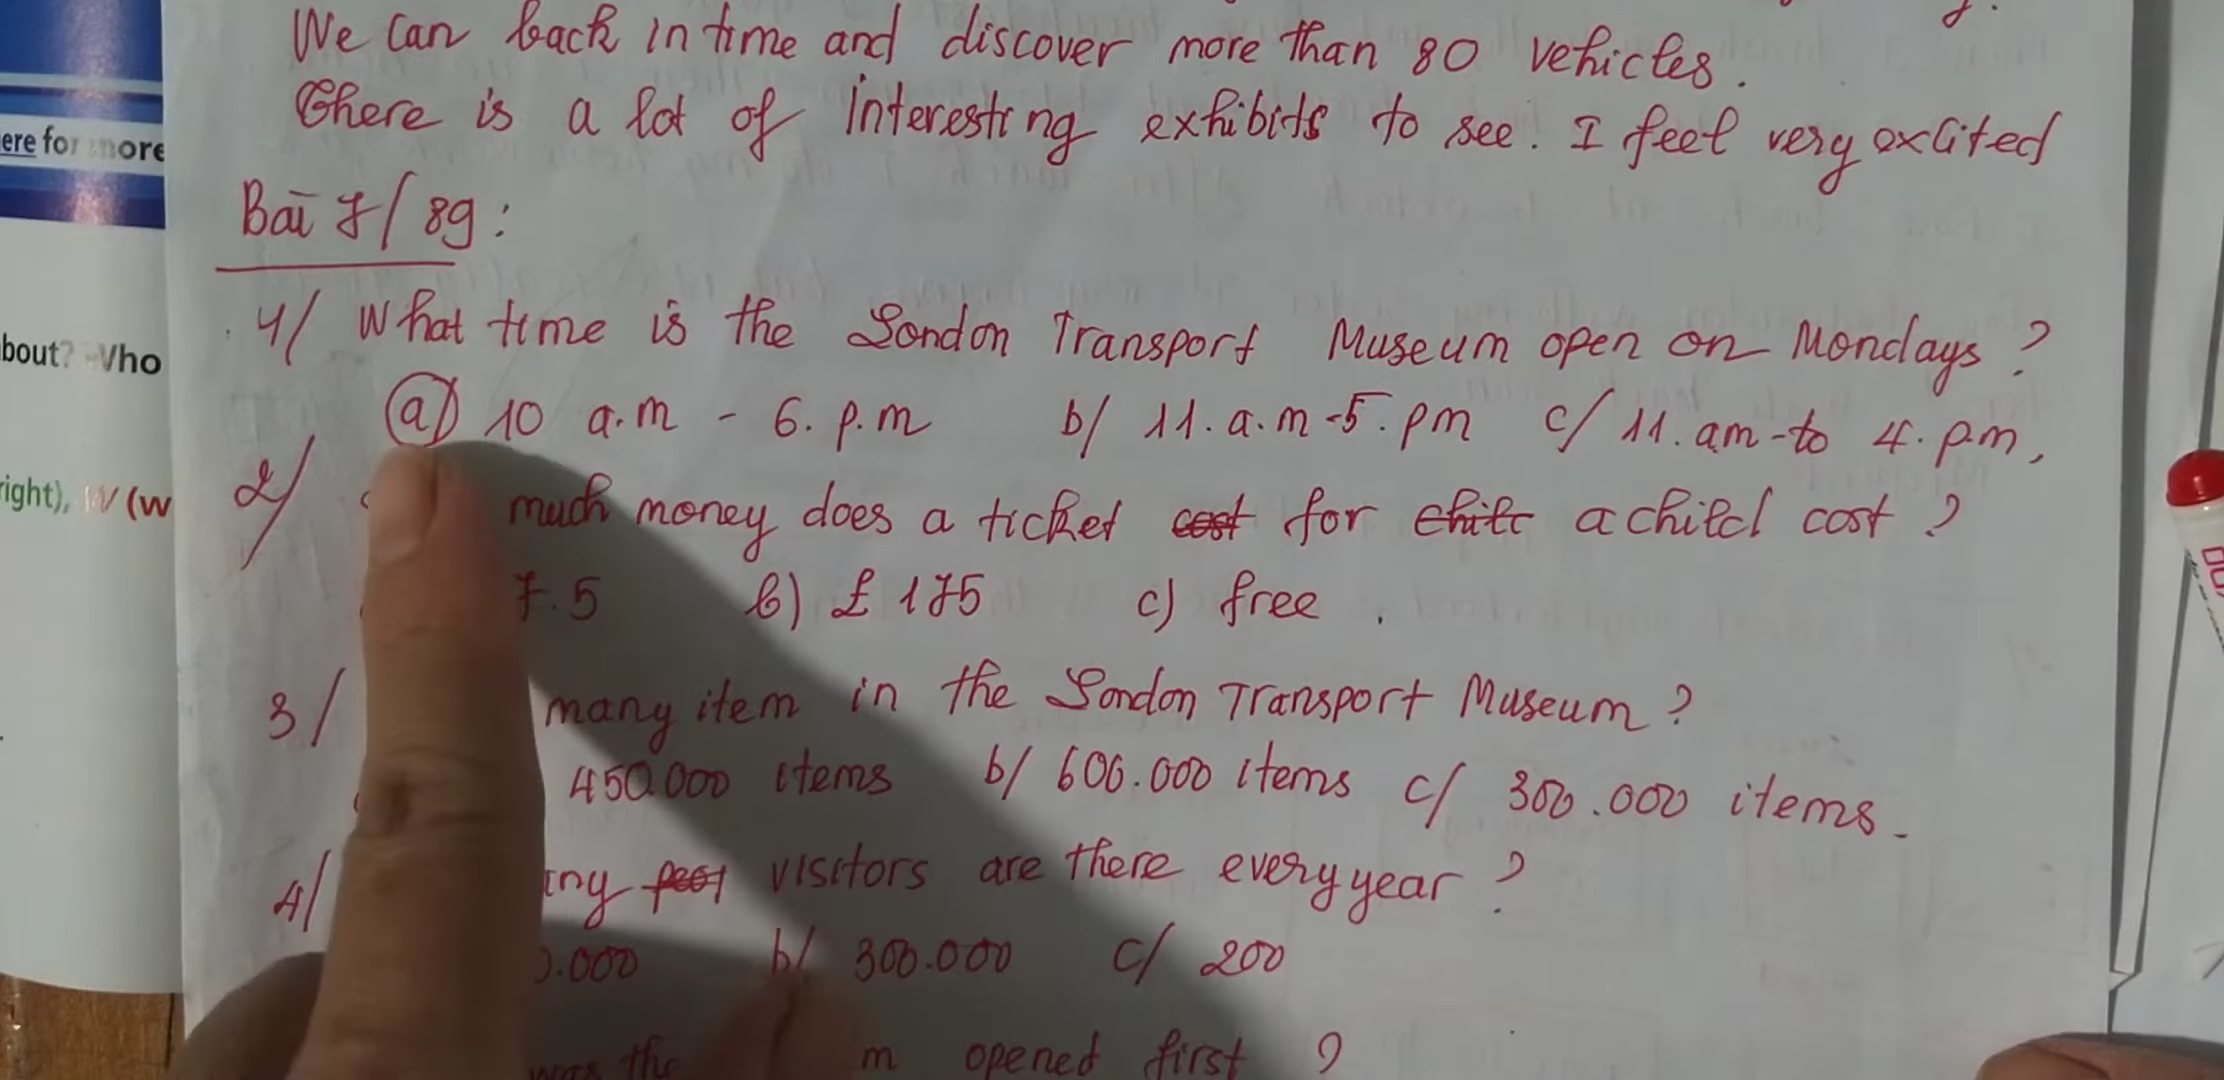 We can back in time and discover more than 80 vehicles.
There is a lot of interesting exhibits to see. I feel very excited
ere for more
Bài 7/ 89:
1/ What time is the London Transport Museum open on Mondays?
bout? Who
a) 10 a.m - 6. p.m b/ 11. a.m -5. pm c/ 11. am -to 4. p.m.
right), W (w
2/ much money does a ticket cost for a child cost?
7.5 b) £ 175 c) free.
3/ many item in the London Transport Museum?
450.000 items b/ 600.000 items c/ 300.000 items.
4/ visitors are there every year?
b/ 300.000 c/ 200
was the opened first?